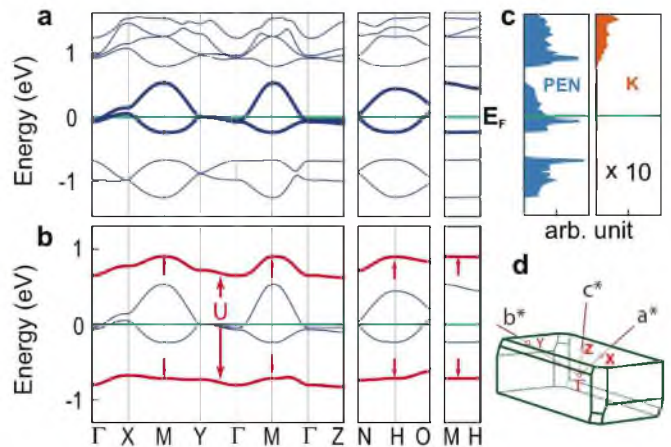 a
Energy (eV)
1
0
-1
E_F
c
PEN
K
x 10
arb. unit
b
Energy (eV)
1
0
-1
U
Γ X M Y Γ M Γ Z
N H O
M H
d
c*
b*
a*
Y
Z
X
Γ